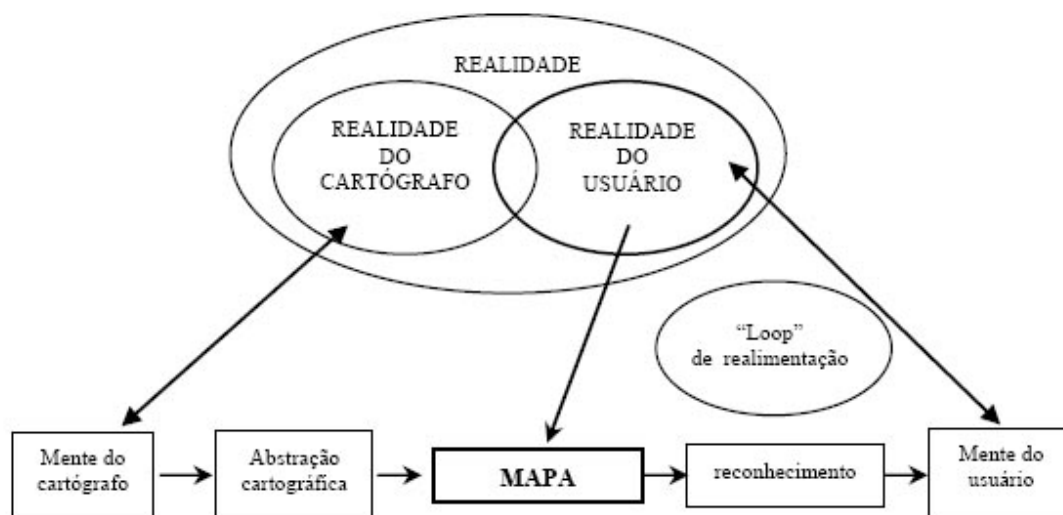 REALIDADE
REALIDADE
DO
CARTÓGRAFO
REALIDADE
DO
USUÁRIO
“Loop”
de realimentação
Mente do
cartógrafo
Abstração
cartográfica
MAPA
reconhecimento
Mente do
usuário